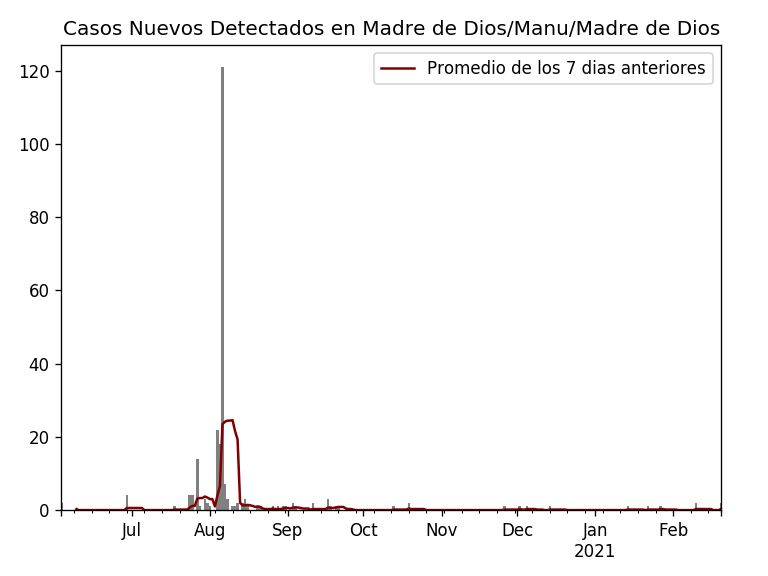 Casos Nuevos Detectados en Madre de Dios/Manu/Madre de Dios
Promedio de los 7 dias anteriores
120
100
80
60
40
20
0
Jul Aug Sep Oct Nov Dec Jan Feb
2021